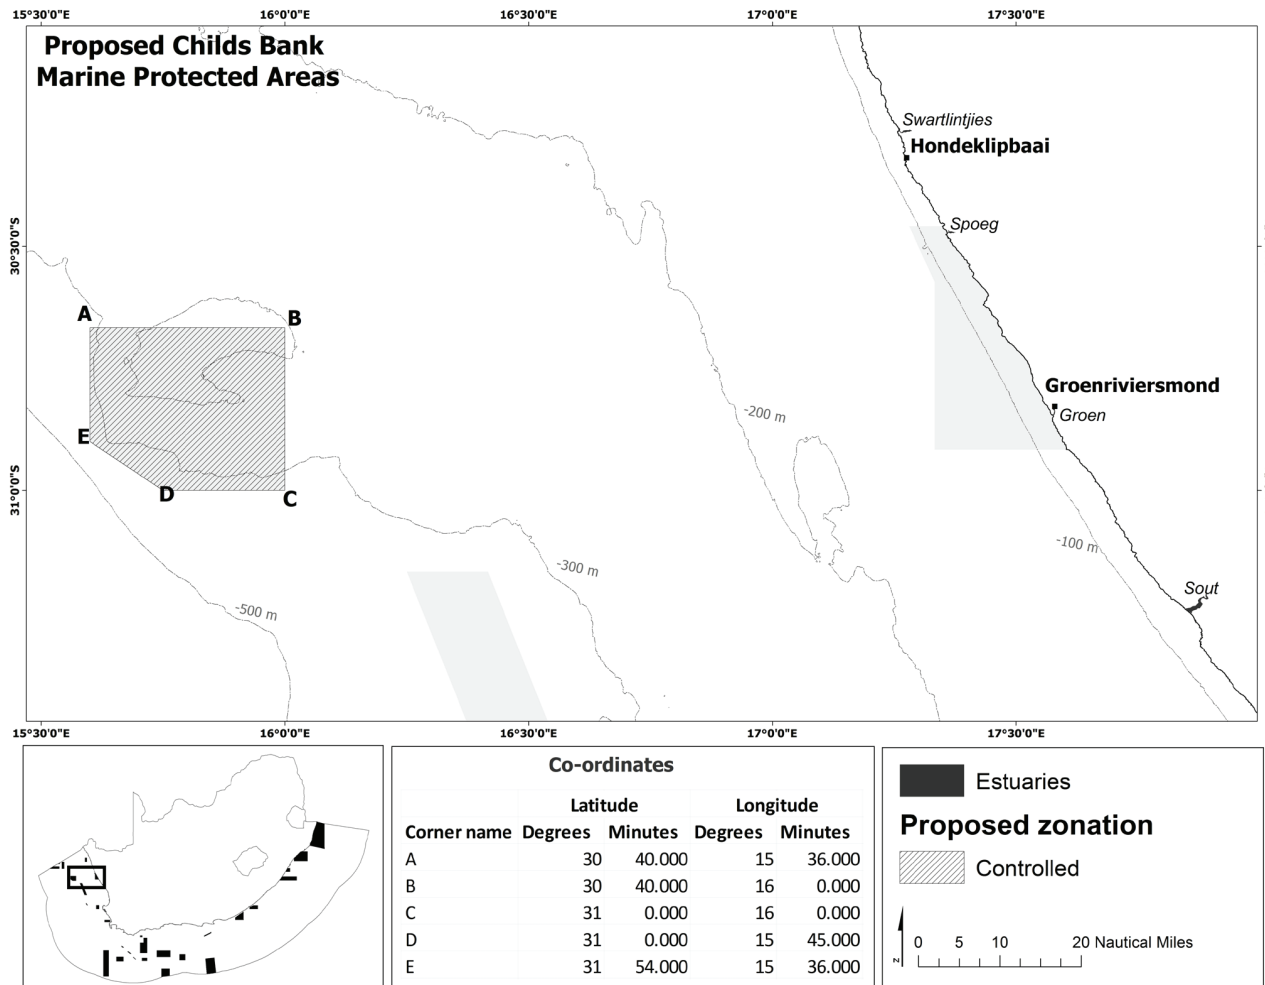 15°30'0"E 16°0'0"E 16°30'0"E 17°0'0"E 17°30'0"E
Proposed Childs Bank
Marine Protected Areas
Swartlintjies
Hondeklipbaai
Spoeg
30°30'0"S
A
B
Groenriviersmond
Groen
-200 m
E
D
C
31°0'0"S
-100 m
-300 m
Sout
-500 m
15°30'0"E 16°0'0"E 16°30'0"E 17°0'0"E 17°30'0"E
Co-ordinates
Latitude Longitude
Corner name Degrees Minutes Degrees Minutes
A 30 40.000 15 36.000
B 30 40.000 16 0.000
C 31 0.000 16 0.000
D 31 0.000 15 45.000
E 31 54.000 15 36.000
Estuaries
Proposed zonation
Controlled
N
0 5 10 20 Nautical Miles